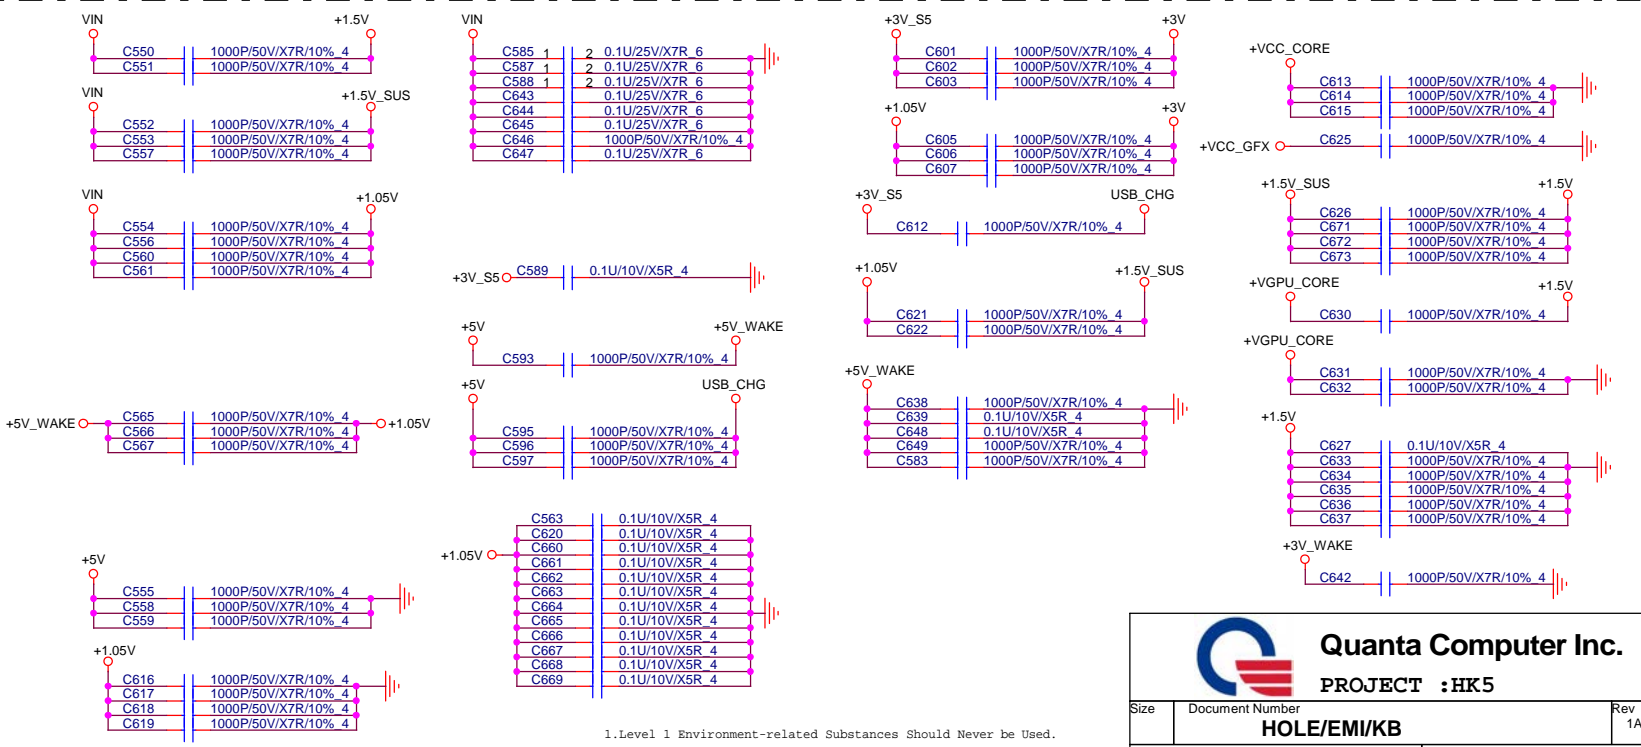 VIN +1.5V
C550 1000P/50V/X7R/10%_4
C551 1000P/50V/X7R/10%_4
VIN +1.5V_SUS
C552 1000P/50V/X7R/10%_4
C553 1000P/50V/X7R/10%_4
C557 1000P/50V/X7R/10%_4
VIN +1.05V
C554 1000P/50V/X7R/10%_4
C556 1000P/50V/X7R/10%_4
C560 1000P/50V/X7R/10%_4
C561 1000P/50V/X7R/10%_4
+5V_WAKE +1.05V
C565 1000P/50V/X7R/10%_4
C566 1000P/50V/X7R/10%_4
C567 1000P/50V/X7R/10%_4
+5V
C555 1000P/50V/X7R/10%_4
C558 1000P/50V/X7R/10%_4
C559 1000P/50V/X7R/10%_4
+1.05V
C616 1000P/50V/X7R/10%_4
C617 1000P/50V/X7R/10%_4
C618 1000P/50V/X7R/10%_4
C619 1000P/50V/X7R/10%_4
VIN
C585 1 2 0.1U/25V/X7R_6
C587 1 2 0.1U/25V/X7R_6
C588 1 2 0.1U/25V/X7R_6
C643 0.1U/25V/X7R_6
C644 0.1U/25V/X7R_6
C645 0.1U/25V/X7R_6
C646 1000P/50V/X7R/10%_4
C647 0.1U/25V/X7R_6
+3V_S5 C589 0.1U/10V/X5R_4
+5V +5V_WAKE
C593 1000P/50V/X7R/10%_4
+5V USB_CHG
C595 1000P/50V/X7R/10%_4
C596 1000P/50V/X7R/10%_4
C597 1000P/50V/X7R/10%_4
+1.05V
C563 0.1U/10V/X5R_4
C620 0.1U/10V/X5R_4
C660 0.1U/10V/X5R_4
C661 0.1U/10V/X5R_4
C662 0.1U/10V/X5R_4
C663 0.1U/10V/X5R_4
C664 0.1U/10V/X5R_4
C665 0.1U/10V/X5R_4
C666 0.1U/10V/X5R_4
C667 0.1U/10V/X5R_4
C668 0.1U/10V/X5R_4
C669 0.1U/10V/X5R_4
+3V_S5 +3V
C601 1000P/50V/X7R/10%_4
C602 1000P/50V/X7R/10%_4
C603 1000P/50V/X7R/10%_4
+1.05V +3V
C605 1000P/50V/X7R/10%_4
C606 1000P/50V/X7R/10%_4
C607 1000P/50V/X7R/10%_4
+3V_S5 USB_CHG
C612 1000P/50V/X7R/10%_4
+1.05V +1.5V_SUS
C621 1000P/50V/X7R/10%_4
C622 1000P/50V/X7R/10%_4
+5V_WAKE
C638 1000P/50V/X7R/10%_4
C639 0.1U/10V/X5R_4
C648 0.1U/10V/X5R_4
C649 1000P/50V/X7R/10%_4
C583 1000P/50V/X7R/10%_4
+VCC_CORE
C613 1000P/50V/X7R/10%_4
C614 1000P/50V/X7R/10%_4
C615 1000P/50V/X7R/10%_4
+VCC_GFX C625 1000P/50V/X7R/10%_4
+1.5V_SUS +1.5V
C626 1000P/50V/X7R/10%_4
C671 1000P/50V/X7R/10%_4
C672 1000P/50V/X7R/10%_4
C673 1000P/50V/X7R/10%_4
+VGPU_CORE +1.5V
C630 1000P/50V/X7R/10%_4
+VGPU_CORE
C631 1000P/50V/X7R/10%_4
C632 1000P/50V/X7R/10%_4
+1.5V
C627 0.1U/10V/X5R_4
C633 1000P/50V/X7R/10%_4
C634 1000P/50V/X7R/10%_4
C635 1000P/50V/X7R/10%_4
C636 1000P/50V/X7R/10%_4
C637 1000P/50V/X7R/10%_4
+3V_WAKE
C642 1000P/50V/X7R/10%_4
1.Level 1 Environment-related Substances Should Never be Used.
Quanta Computer Inc.
PROJECT :HK5
Size Document Number Rev
HOLE/EMI/KB 1A